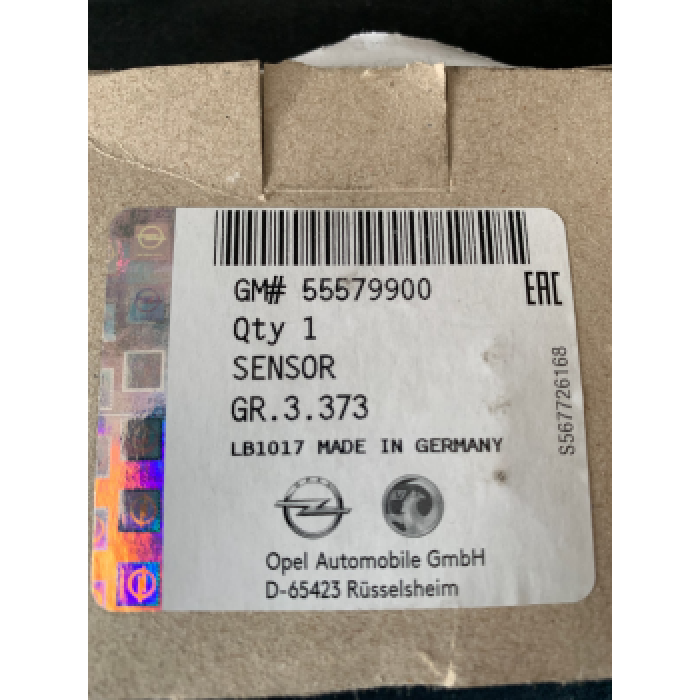 GM# 55579900
EAC
Qty 1
SENSOR
GR.3.373
LB1017 MADE IN GERMANY
S567726168
OPEL
Opel Automobile GmbH
D-65423 Rüsselsheim